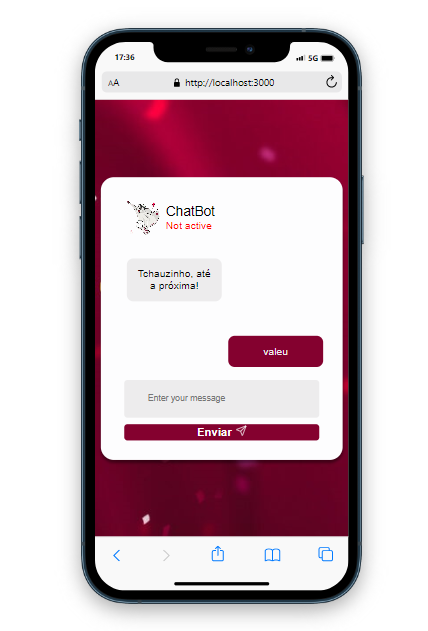 17:36
5G
AA
http://localhost:3000
ChatBot
Not active
Tchauzinho, até
a próxima!
valeu
Enter your message
Enviar